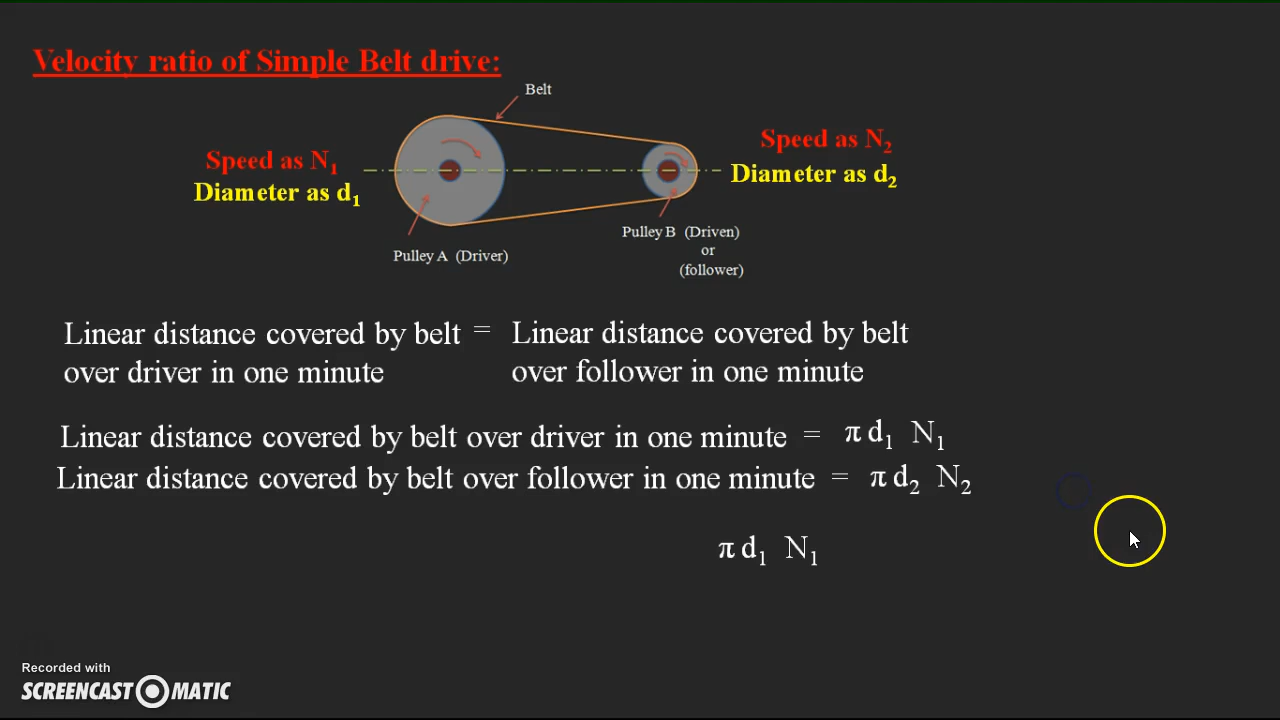 Velocity ratio of Simple Belt drive:
Belt
Speed as N₁
Diameter as d₁
Speed as N₂
Diameter as d₂
Pulley A (Driver)
Pulley B (Driven)
or
(follower)
Linear distance covered by belt
over driver in one minute
=
Linear distance covered by belt
over follower in one minute
Linear distance covered by belt over driver in one minute = π d₁ N₁
Linear distance covered by belt over follower in one minute = π d₂ N₂
π d₁ N₁
Recorded with
SCREENCAST-O-MATIC